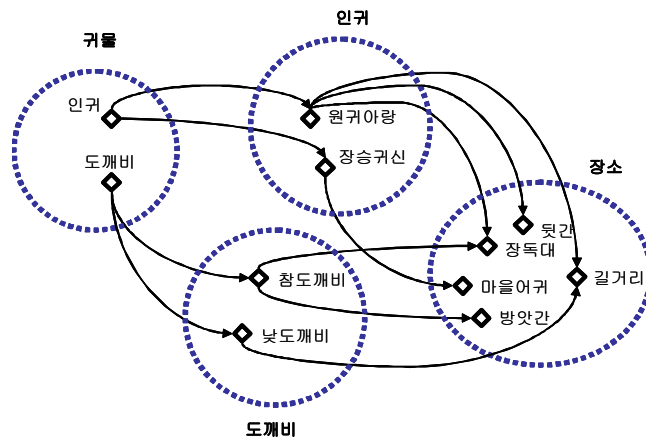 인귀
귀물
인귀
원귀아랑
도깨비
장승귀신
장소
뒷간
장독대
참도깨비
마을어귀
길거리
방앗간
낮도깨비
도깨비